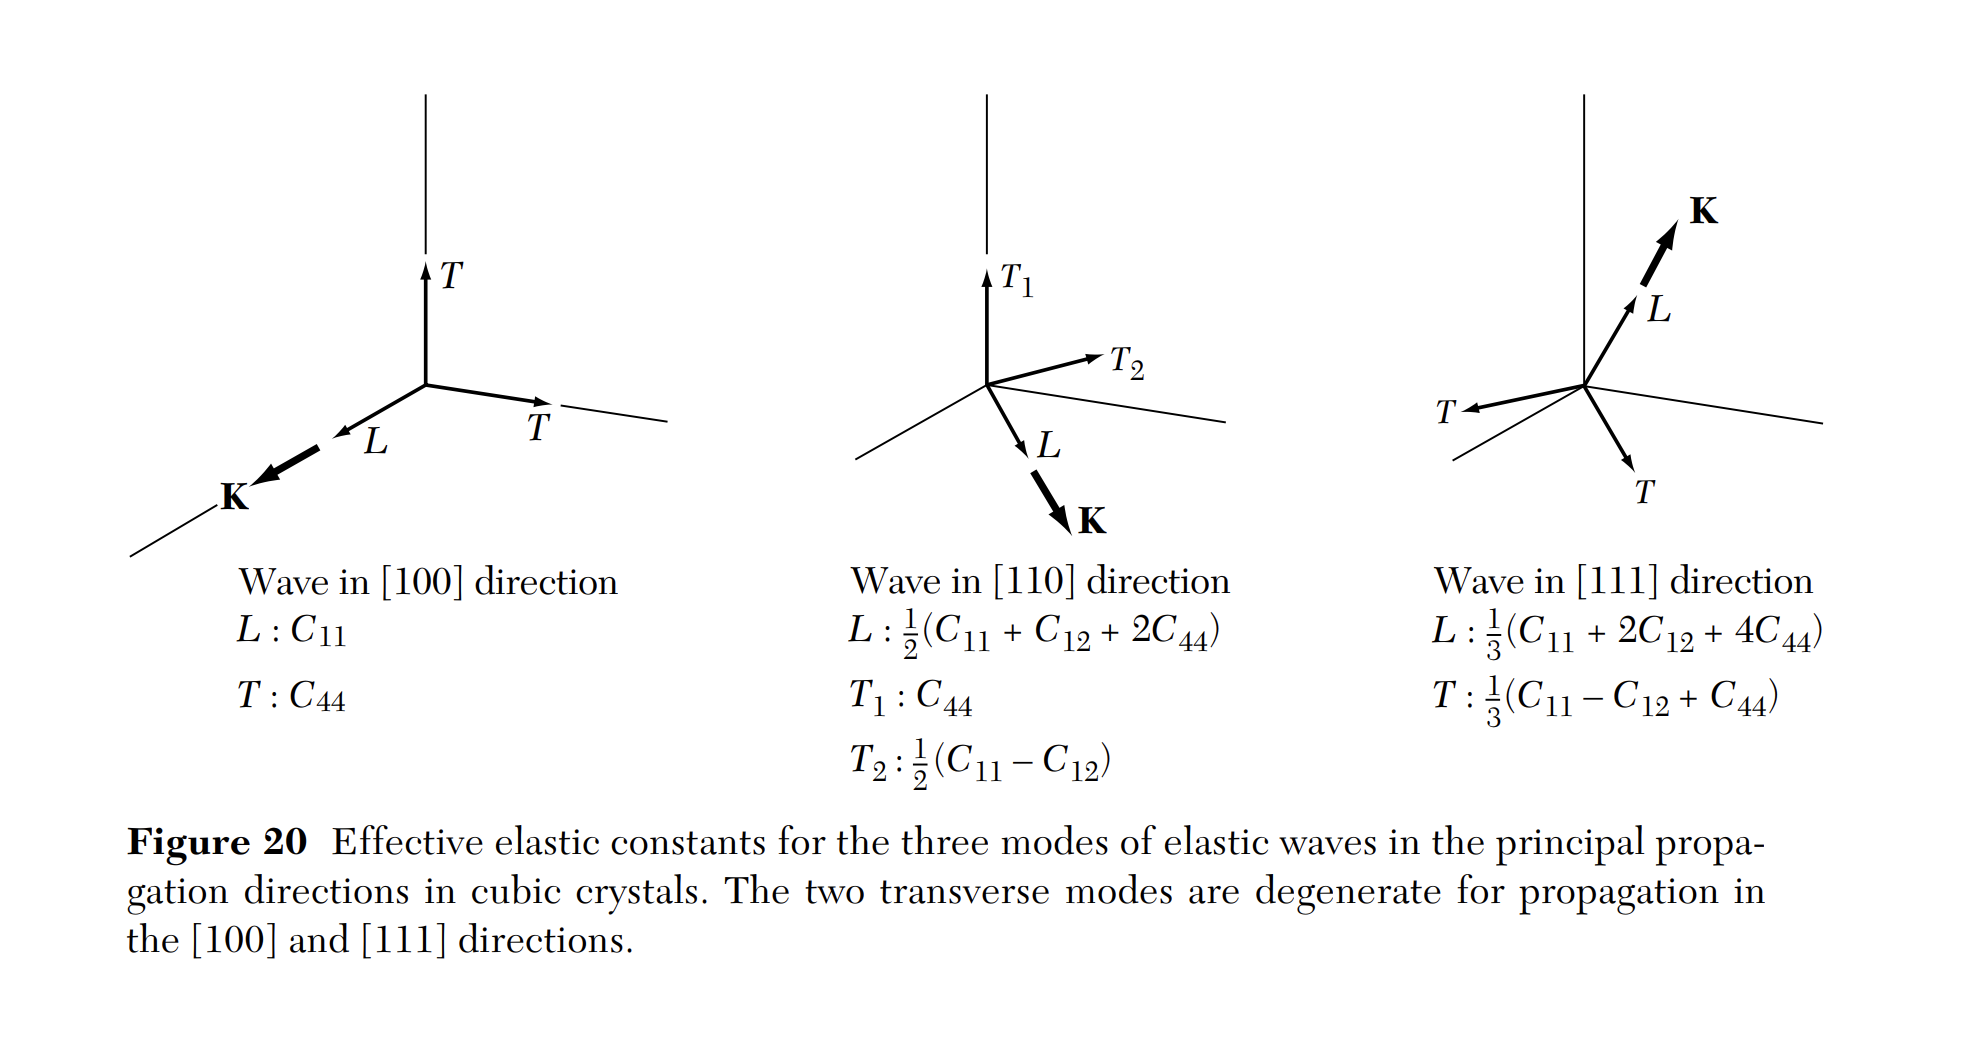 T
T
L
K
T₁
T₂
L
K
K
L
T
T
Wave in [100] direction
L : C₁₁
T : C₄₄
Wave in [110] direction
L : ½(C₁₁ + C₁₂ + 2C₄₄)
T₁ : C₄₄
T₂ : ½(C₁₁ – C₁₂)
Wave in [111] direction
L : ⅓(C₁₁ + 2C₁₂ + 4C₄₄)
T : ⅓(C₁₁ – C₁₂ + C₄₄)
Figure 20 Effective elastic constants for the three modes of elastic waves in the principal propa-
gation directions in cubic crystals. The two transverse modes are degenerate for propagation in
the [100] and [111] directions.